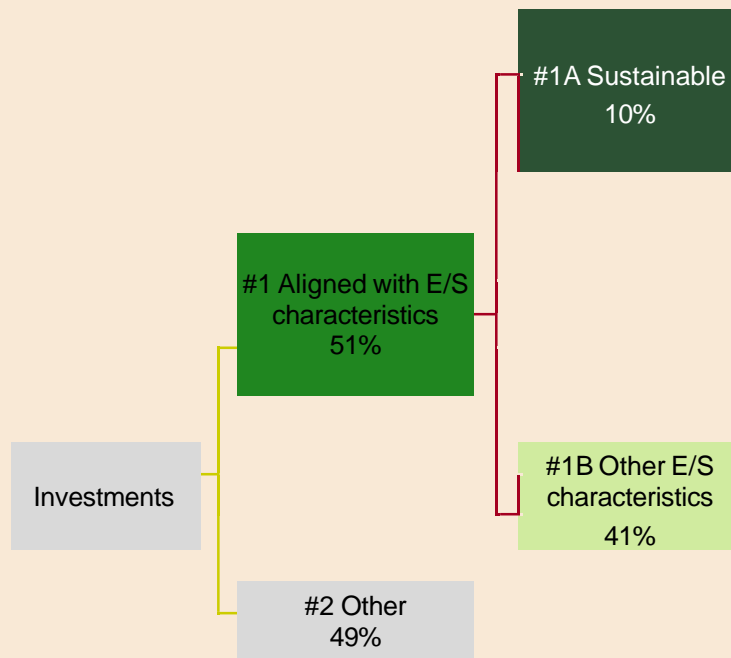 #1A Sustainable
10%
#1 Aligned with E/S
characteristics
51%
#1B Other E/S
characteristics
41%
Investments
#2 Other
49%